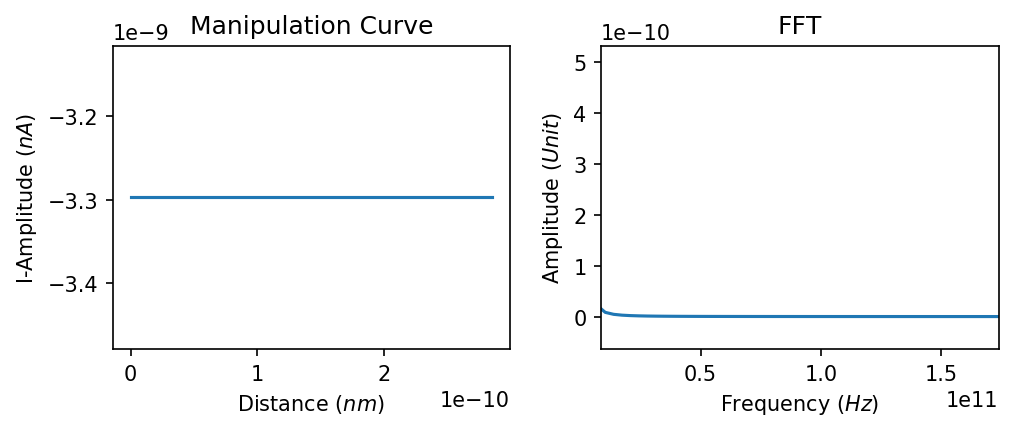 Manipulation Curve
1e−9
I-Amplitude (nA)
−3.2
−3.3
−3.4
0 1 2
Distance (nm)
1e−10
FFT
1e−10
Amplitude (Unit)
5
4
3
2
1
0
0.5 1.0 1.5
Frequency (Hz)
1e11